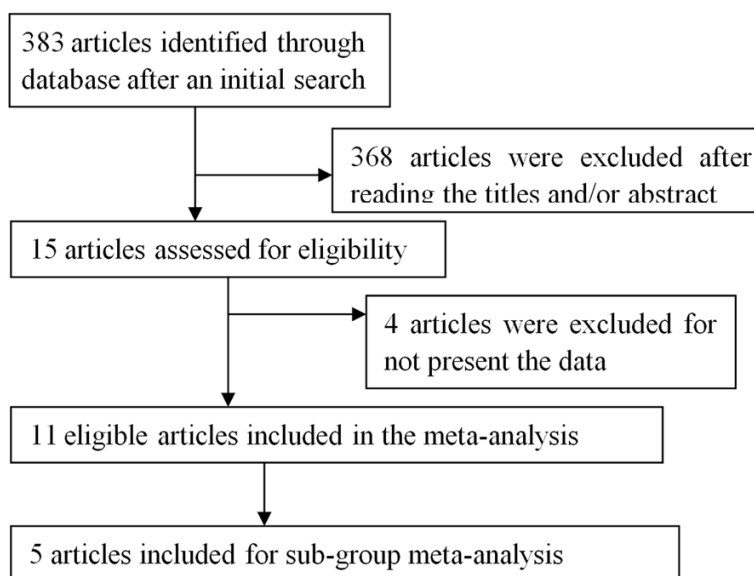 383 articles identified through
database after an initial search
368 articles were excluded after
reading the titles and/or abstract
15 articles assessed for eligibility
4 articles were excluded for
not present the data
11 eligible articles included in the meta-analysis
5 articles included for sub-group meta-analysis